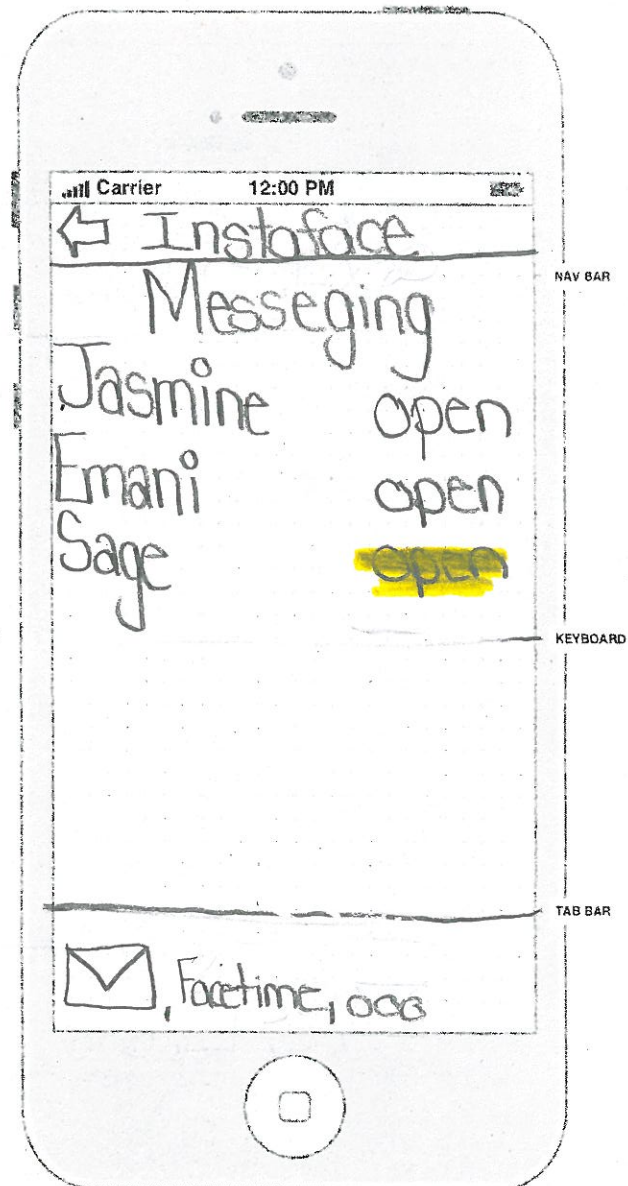 Carrier 12:00 PM
Instaface
NAV BAR
Messeging
Jasmine open
Emani open
Sage open
KEYBOARD
TAB BAR
, Facetime, ooo